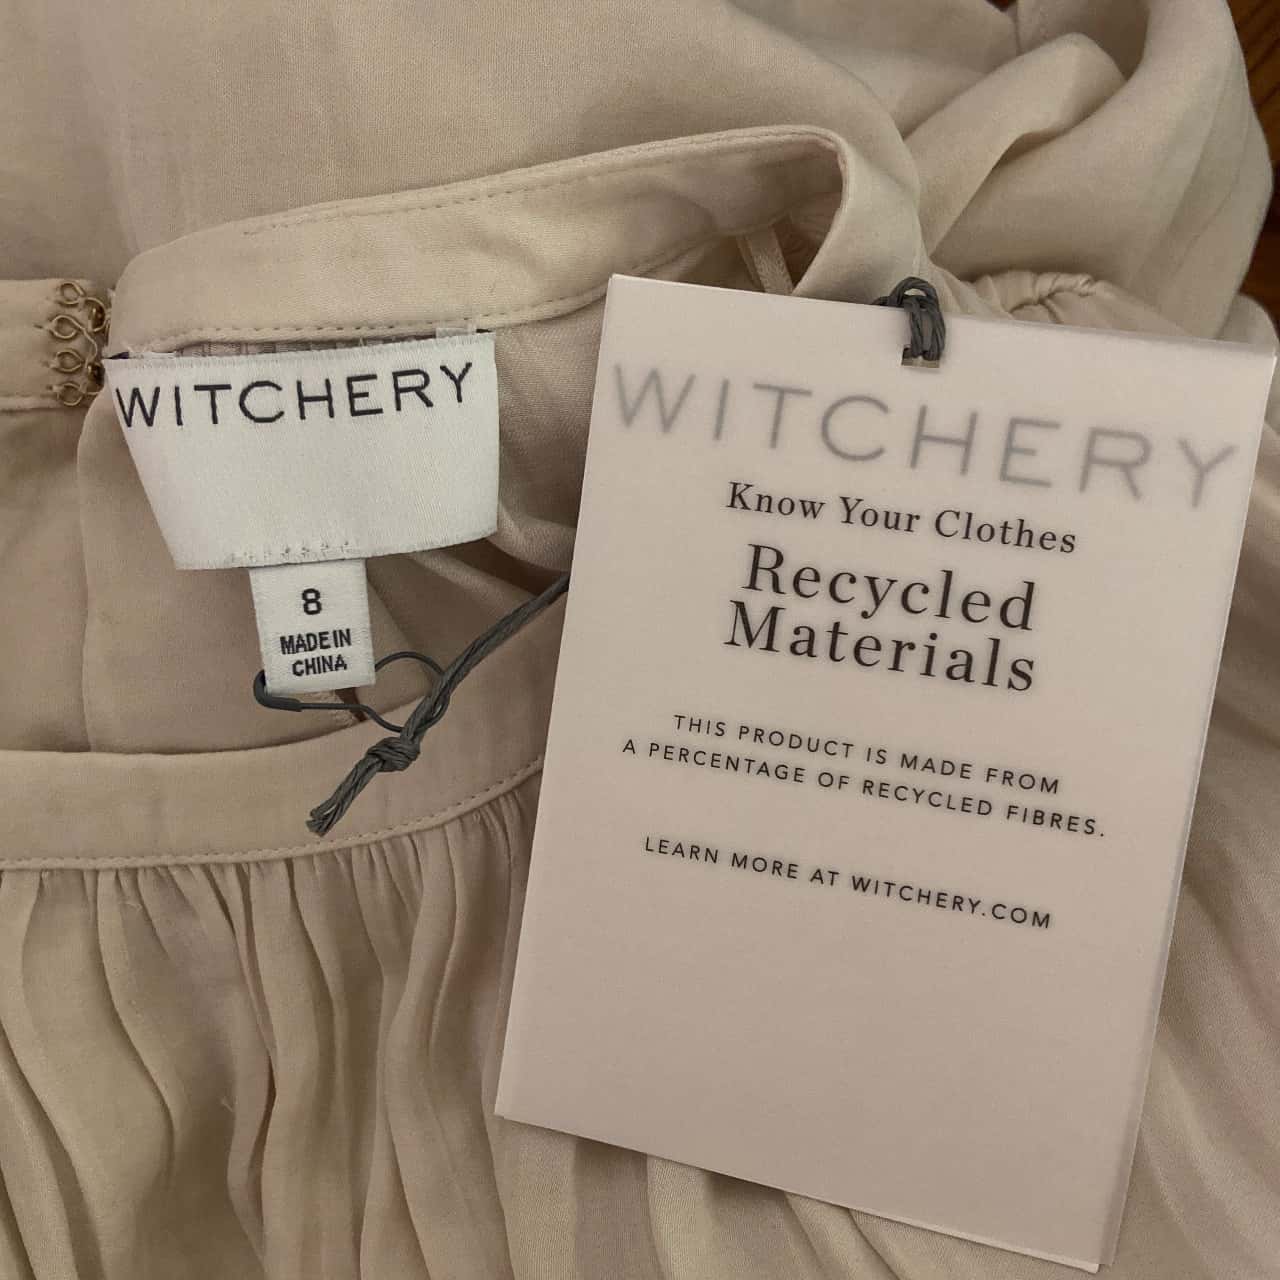 WITCHERY
8
MADE IN
CHINA
WITCHERY
Know Your Clothes
Recycled
Materials
THIS PRODUCT IS MADE FROM
A PERCENTAGE OF RECYCLED FIBRES.
LEARN MORE AT WITCHERY.COM